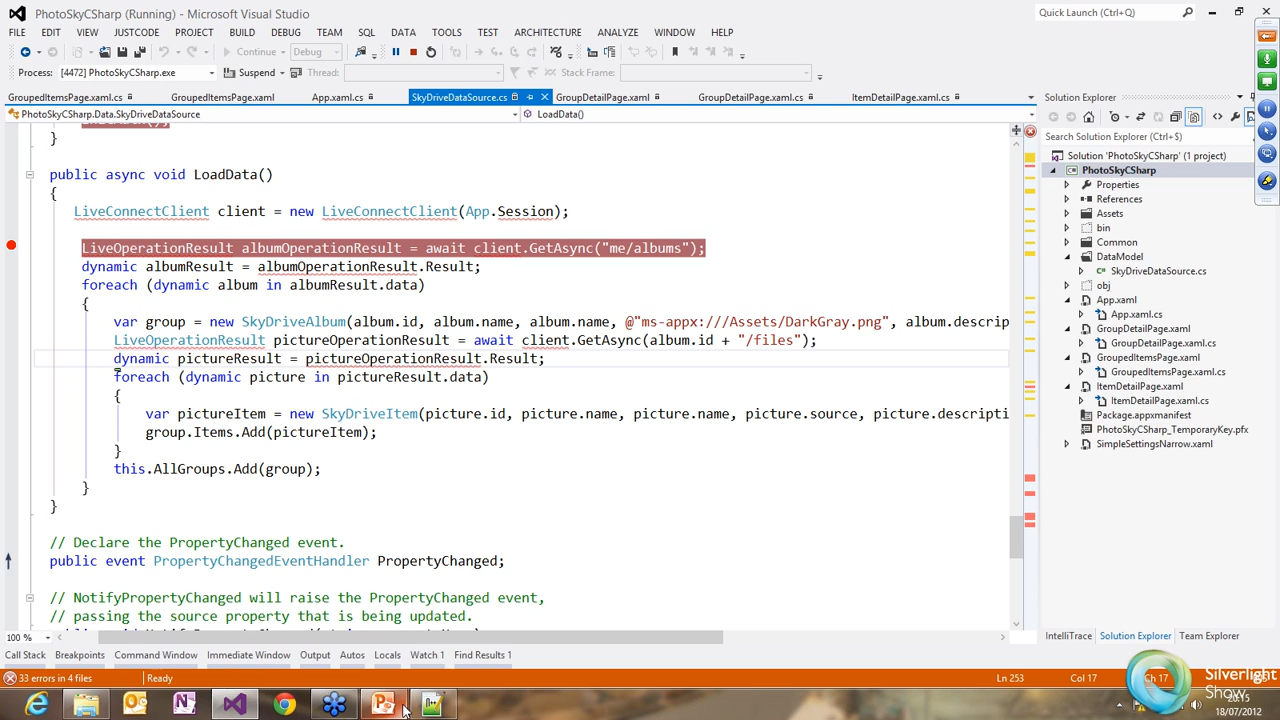 PhotoSkyCSharp (Running) - Microsoft Visual Studio
Quick Launch (Ctrl+Q)
FILE EDIT VIEW JUSTCODE PROJECT BUILD DEBUG TEAM SQL DATA TOOLS TEST ARCHITECTURE ANALYZE WINDOW HELP
Continue Debug
Process: [4472] PhotoSkyCSharp.exe Suspend Thread: Stack Frame:
GroupedItemsPage.xaml.cs GroupedItemsPage.xaml App.xaml.cs SkyDriveDataSource.cs GroupDetailPage.xaml GroupDetailPage.xaml.cs ItemDetailPage.xaml.cs
PhotoSkyCSharp.Data.SkyDriveDataSource LoadData()
}
public async void LoadData()
{
LiveConnectClient client = new LiveConnectClient(App.Session);
LiveOperationResult albumOperationResult = await client.GetAsync("me/albums");
dynamic albumResult = albumOperationResult.Result;
foreach (dynamic album in albumResult.data)
{
var group = new SkyDriveAlbum(album.id, album.name, album.name, @"ms-appx:///Assets/DarkGray.png", album.descrip
LiveOperationResult pictureOperationResult = await client.GetAsync(album.id + "/files");
dynamic pictureResult = pictureOperationResult.Result;
foreach (dynamic picture in pictureResult.data)
{
var pictureItem = new SkyDriveItem(picture.id, picture.name, picture.name, picture.source, picture.descripti
group.Items.Add(pictureItem);
}
this.AllGroups.Add(group);
}
}
// Declare the PropertyChanged event.
public event PropertyChangedEventHandler PropertyChanged;
// NotifyPropertyChanged will raise the PropertyChanged event,
// passing the source property that is being updated.
100 %
Solution Explorer
Search Solution Explorer (Ctrl+$)
Solution 'PhotoSkyCSharp' (1 project)
PhotoSkyCSharp
Properties
References
Assets
bin
Common
DataModel
SkyDriveDataSource.cs
obj
App.xaml
App.xaml.cs
GroupDetailPage.xaml
GroupDetailPage.xaml.cs
GroupedItemsPage.xaml
GroupedItemsPage.xaml.cs
ItemDetailPage.xaml
ItemDetailPage.xaml.cs
Package.appxmanifest
PhotoSkyCSharp_TemporaryKey.pfx
SimpleSettingsNarrow.xaml
IntelliTrace Solution Explorer Team Explorer
Call Stack Breakpoints Command Window Immediate Window Output Autos Locals Watch 1 Find Results 1
33 errors in 4 files Ready Ln 253 Col 17 Ch 17
Silverlight
Show
20:15
18/07/2012